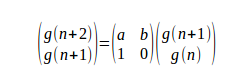 (g(n+2)) = (a b) (g(n+1))
(g(n+1)) (1 0) (g(n))